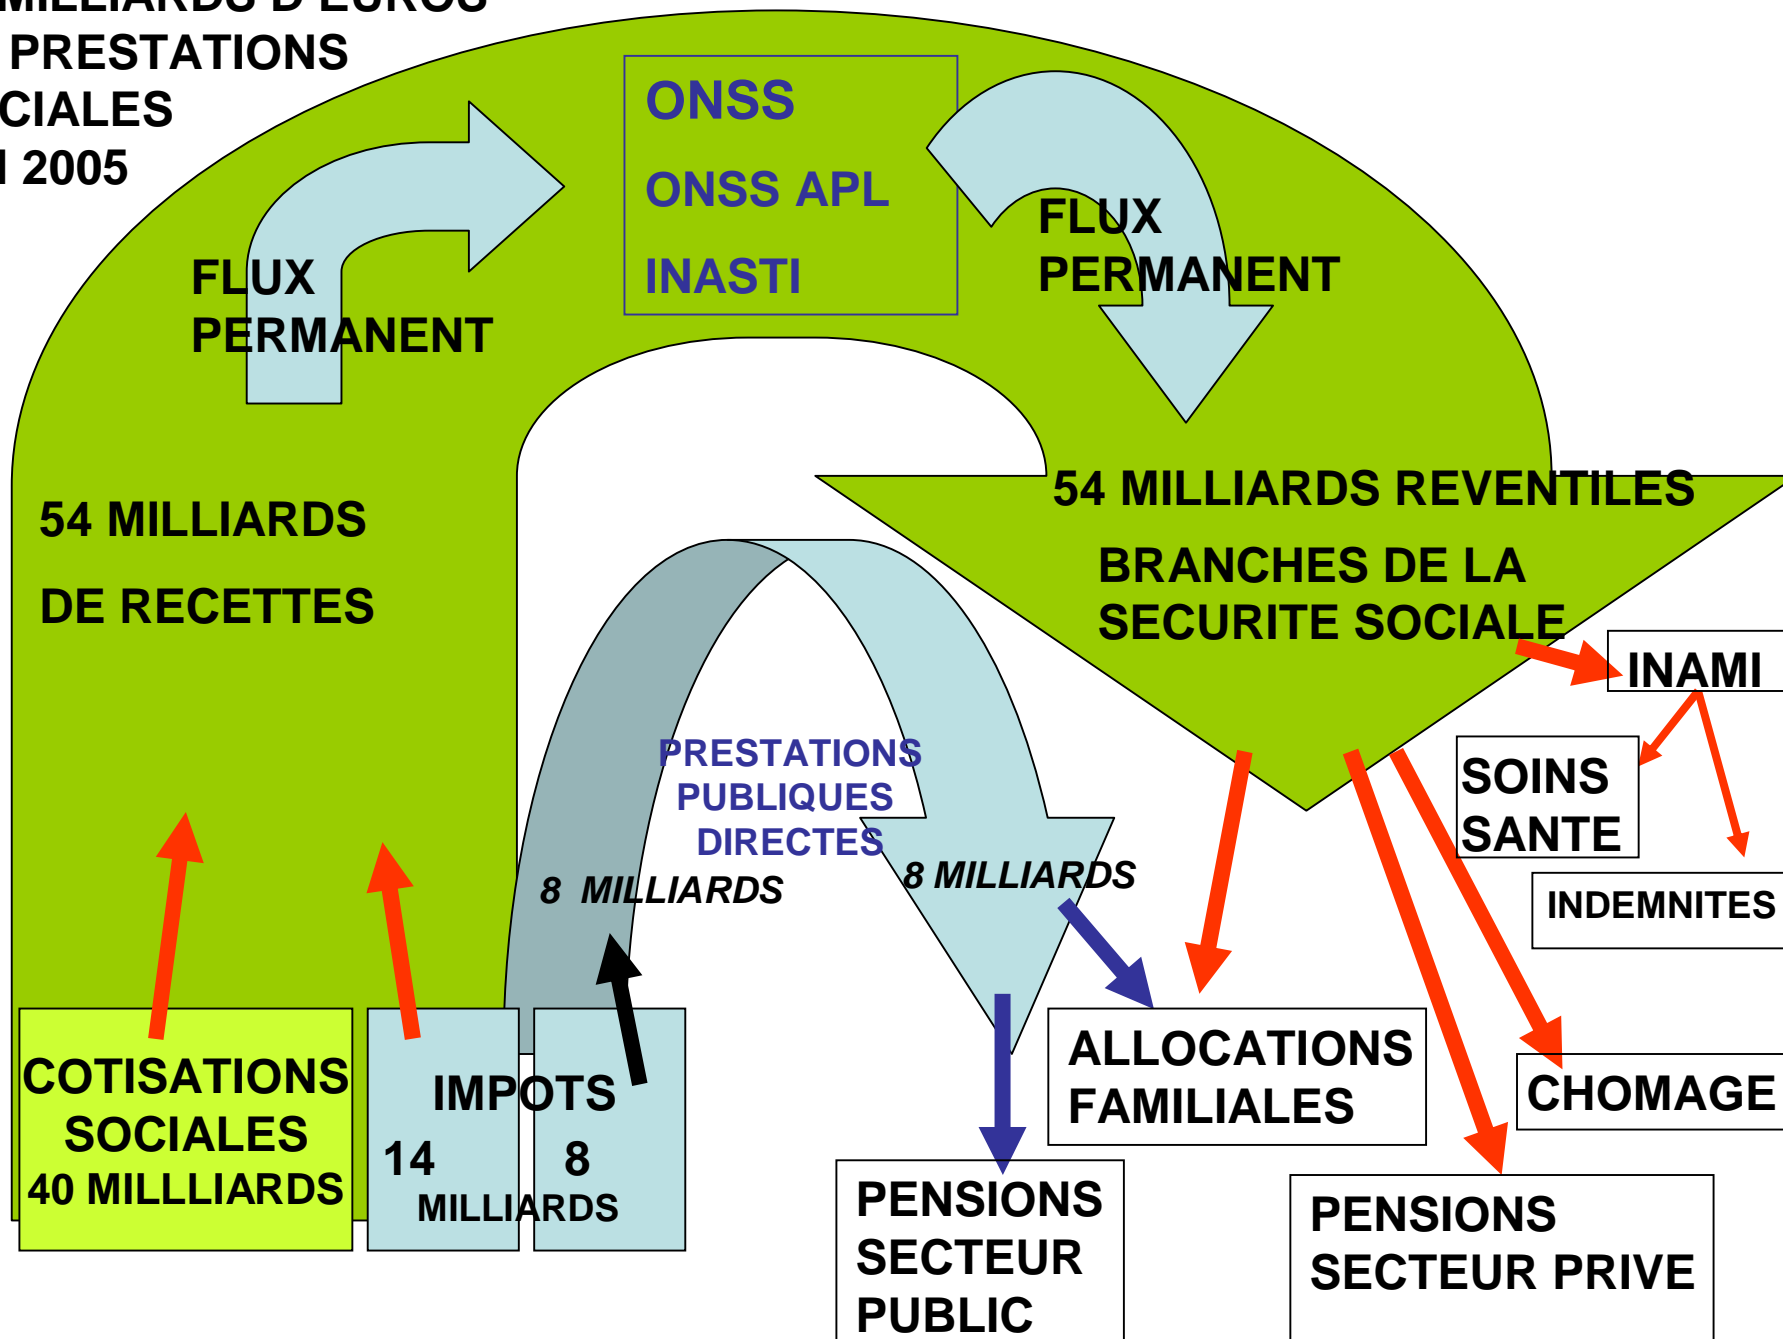 MILLIARDS D'EUROS
PRESTATIONS
CIALES
2005
ONSS
ONSS APL
INASTI
FLUX
PERMANENT
FLUX
PERMANENT
54 MILLIARDS
DE RECETTES
54 MILLIARDS REVENTILES
BRANCHES DE LA
SECURITE SOCIALE
INAMI
SOINS
SANTE
INDEMNITES
PRESTATIONS
PUBLIQUES
DIRECTES
8 MILLIARDS
8 MILLIARDS
COTISATIONS
SOCIALES
40 MILLLIARDS
IMPOTS
14 8
MILLIARDS
ALLOCATIONS
FAMILIALES
CHOMAGE
PENSIONS
SECTEUR
PUBLIC
PENSIONS
SECTEUR PRIVE